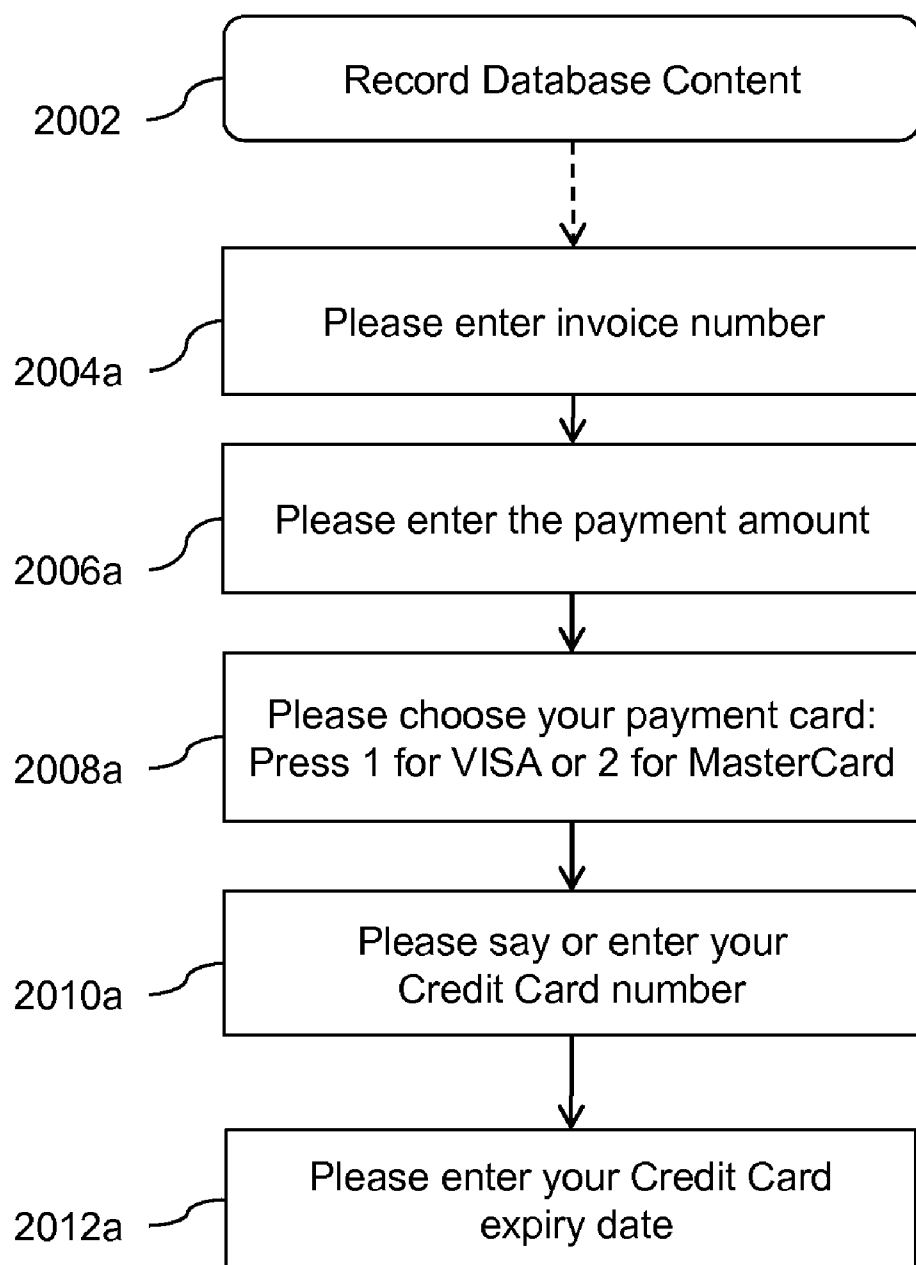 Record Database Content
2002
Please enter invoice number
2004a
Please enter the payment amount
2006a
Please choose your payment card:
Press 1 for VISA or 2 for MasterCard
2008a
Please say or enter your
Credit Card number
2010a
Please enter your Credit Card
expiry date
2012a